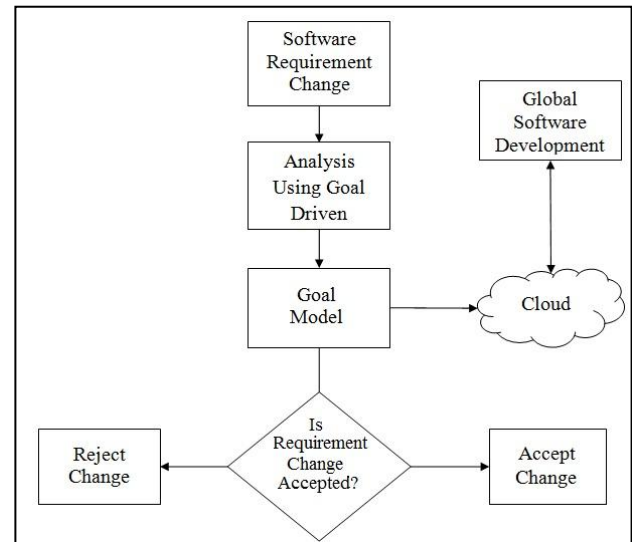 Software
Requirement
Change
Global
Software
Development
Analysis
Using Goal
Driven
Goal
Model
Cloud
Is
Requirement
Change
Accepted?
Reject
Change
Accept
Change